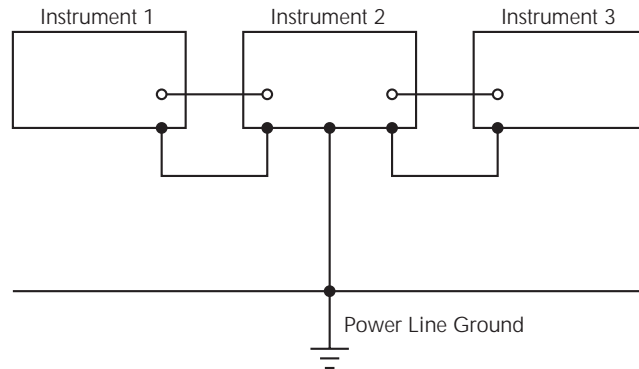 Instrument 1
Instrument 2
Instrument 3
Power Line Ground